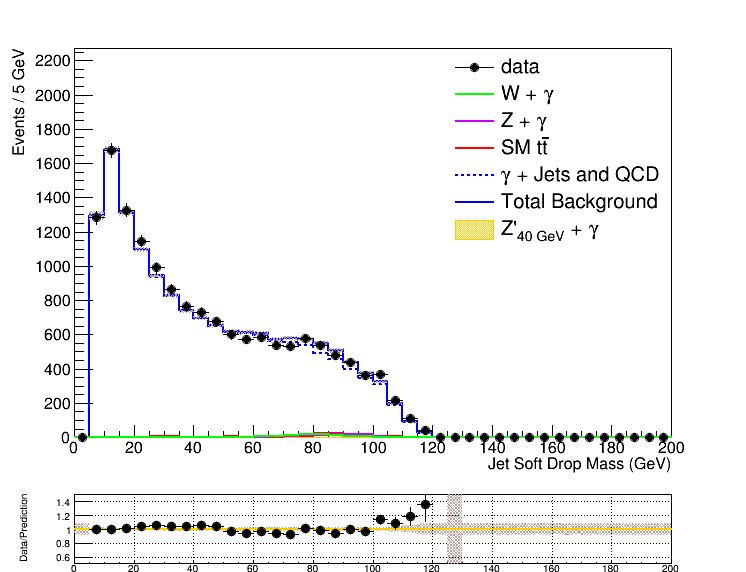 Events / 5 GeV
2200
2000
1800
1600
1400
1200
1000
800
600
400
200
0
data
W + γ
Z + γ
SM tt̄
γ + Jets and QCD
Total Background
Z'40 GeV + γ
0 20 40 60 80 100 120 140 160 180 200
Jet Soft Drop Mass (GeV)
Data/Prediction
1.4
1.2
1
0.8
0.6
0 20 40 60 80 100 120 140 160 180 200